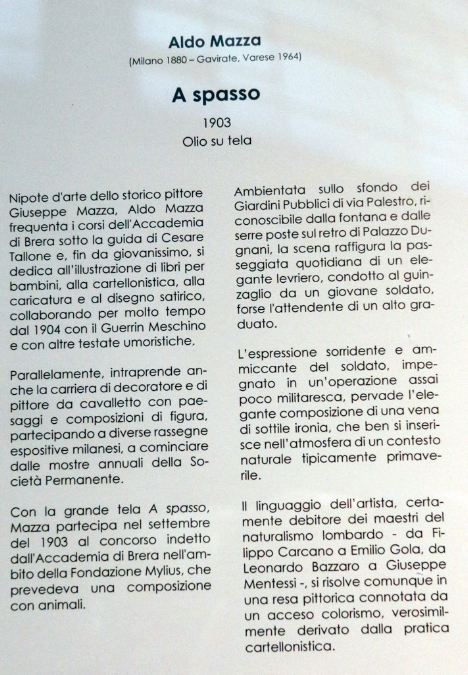 Aldo Mazza
(Milano 1880 – Gavirate, Varese 1964)
A spasso
1903
Olio su tela
Nipote d'arte dello storico pittore
Giuseppe Mazza, Aldo Mazza
frequenta i corsi dell'Accademia
di Brera sotto la guida di Cesare
Tallone e, fin da giovanissimo, si
dedica all'illustrazione di libri per
bambini, alla cartellonistica, alla
caricatura e al disegno satirico,
collaborando per molto tempo
dal 1904 con il Guerrin Meschino
e con altre testate umoristiche.
Parallelamente, intraprende an-
che la carriera di decoratore e di
pittore da cavalletto con pae-
saggi e composizioni di figura,
partecipando a diverse rassegne
espositive milanesi, a cominciare
dalle mostre annuali della So-
cietà Permanente.
Con la grande tela A spasso,
Mazza partecipa nel settembre
del 1903 al concorso indetto
dall'Accademia di Brera nell'am-
bito della Fondazione Mylius, che
prevedeva una composizione
con animali.
Ambientata sullo sfondo dei
Giardini Pubblici di via Palestro, ri-
conoscibile dalla fontana e dalle
serre poste sul retro di Palazzo Du-
gnani, la scena raffigura la pas-
seggiata quotidiana di un ele-
gante levriero, condotto al guin-
zaglio da un giovane soldato,
forse l'attendente di un alto gra-
duato.
L'espressione sorridente e am-
miccante del soldato, impe-
gnato in un'operazione assai
poco militaresca, pervade l'ele-
gante composizione di una vena
di sottile ironia, che ben si inseri-
sce nell'atmosfera di un contesto
naturale tipicamente primave-
rile.
Il linguaggio dell'artista, certa-
mente debitore dei maestri del
naturalismo lombardo - da Fi-
lippo Carcano a Emilio Gola, da
Leonardo Bazzaro a Giuseppe
Mentessi -, si risolve comunque in
una resa pittorica connotata da
un acceso colorismo, verosimil-
mente derivato dalla pratica
cartellonistica.